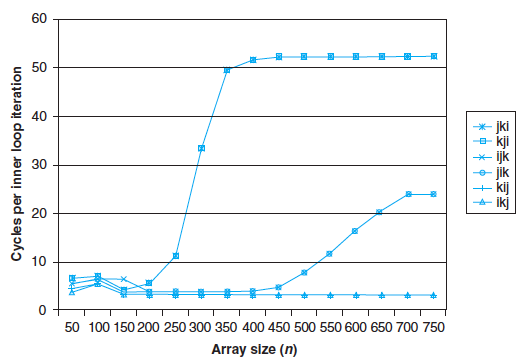 60
50
40
30
20
10
0
Cycles per inner loop iteration
50 100 150 200 250 300 350 400 450 500 550 600 650 700 750
Array size (n)
jki
kji
ijk
jik
kij
ikj